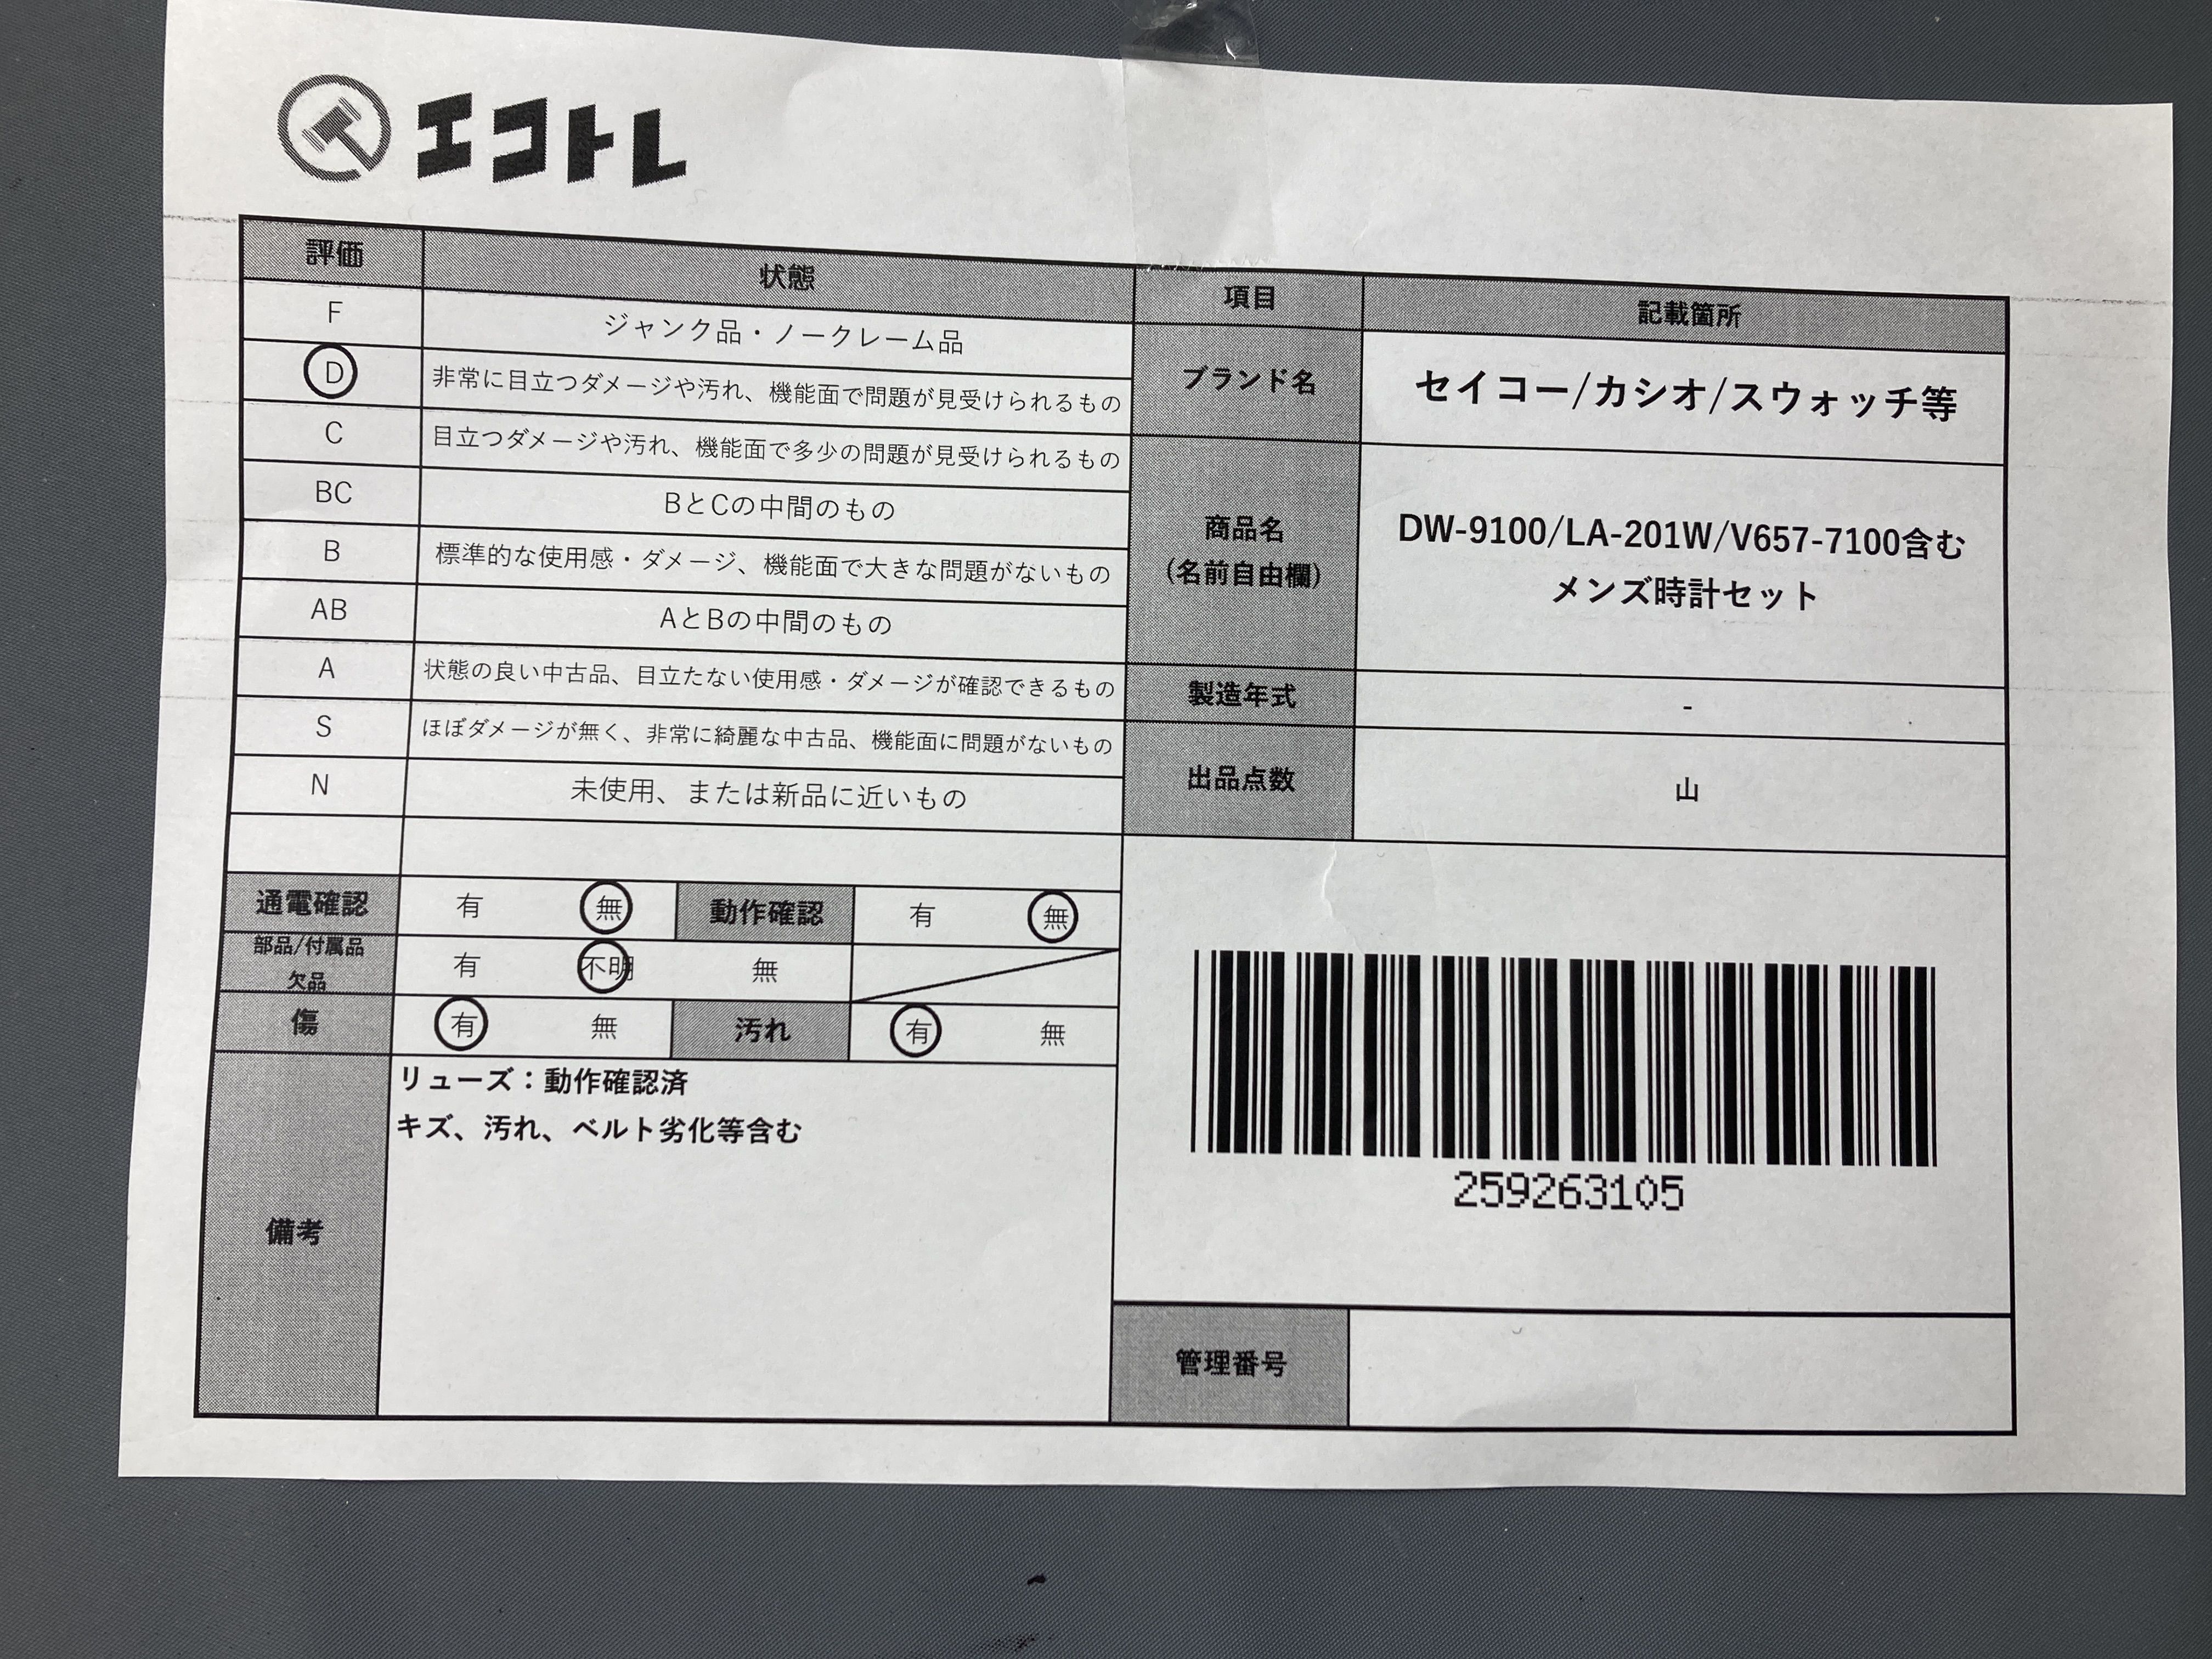 エコトレ
評価 状態
F ジャンク品・ノークレーム品
D 非常に目立つダメージや汚れ、機能面で問題が見受けられるもの
C 目立つダメージや汚れ、機能面で多少の問題が見受けられるもの
BC BとCの中間のもの
B 標準的な使用感・ダメージ、機能面で大きな問題がないもの
AB AとBの中間のもの
A 状態の良い中古品、目立たない使用感・ダメージが確認できるもの
S ほぼダメージが無く、非常に綺麗な中古品、機能面に問題がないもの
N 未使用、または新品に近いもの
通電確認 有 無 動作確認 有 無
部品/付属品
欠品 有 不明 無
傷 有 無 汚れ 有 無
備考
リューズ：動作確認済
キズ、汚れ、ベルト劣化等含む
項目 記載箇所
ブランド名 セイコー/カシオ/スウォッチ等
商品名
(名前自由欄)
DW-9100/LA-201W/V657-7100含む
メンズ時計セット
製造年式 -
出品点数 山
259263105
管理番号